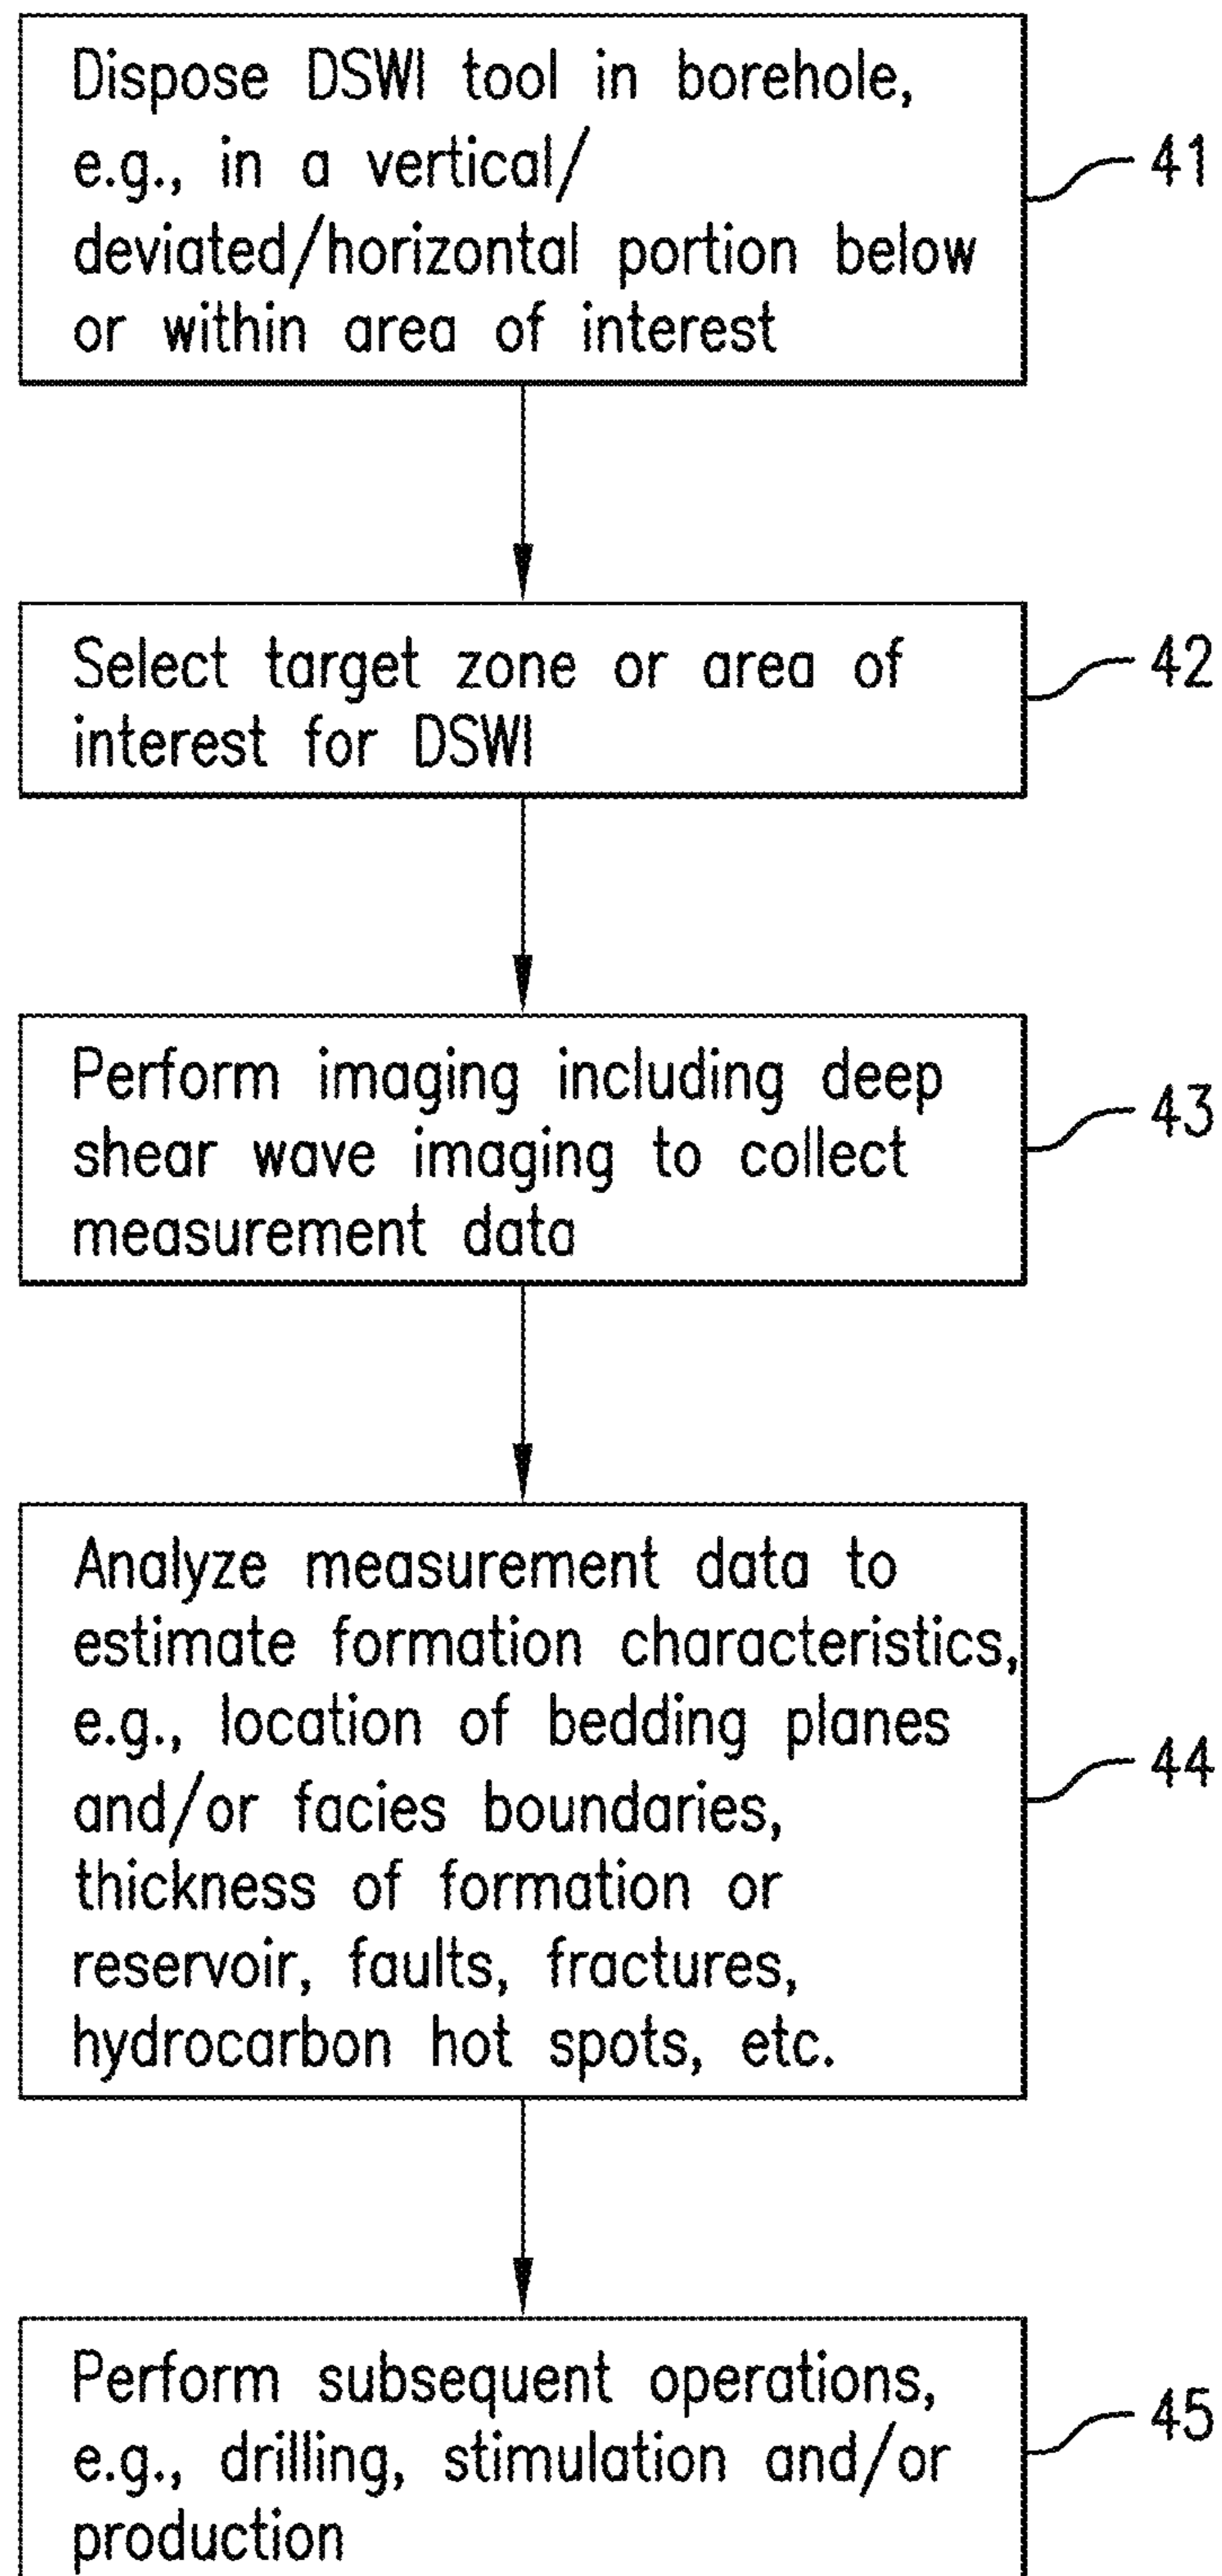 Dispose DSWI tool in borehole,
e.g., in a vertical/
deviated/horizontal portion below
or within area of interest
41
Select target zone or area of
interest for DSWI
42
Perform imaging including deep
shear wave imaging to collect
measurement data
43
Analyze measurement data to
estimate formation characteristics,
e.g., location of bedding planes
and/or facies boundaries,
thickness of formation or
reservoir, faults, fractures,
hydrocarbon hot spots, etc.
44
Perform subsequent operations,
e.g., drilling, stimulation and/or
production
45